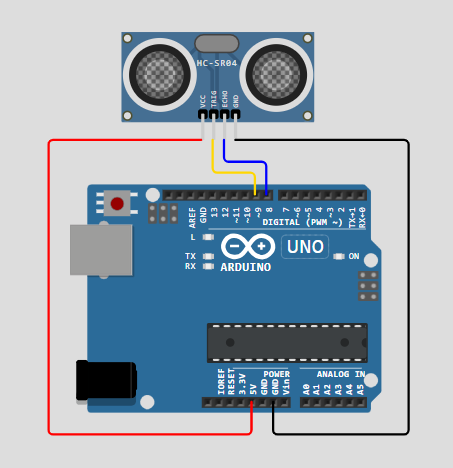 HC-SR04
VCC
TRIG
ECHO
GND
AREF
GND
13
12
~11
~10
~9
8
7
~6
~5
4
~3
2
TX→1
RX←0
DIGITAL (PWM ~)
L
TX
RX
ARDUINO
UNO
ON
IOREF
RESET
3.3V
5V
GND
GND
Vin
POWER
ANALOG IN
A0
A1
A2
A3
A4
A5